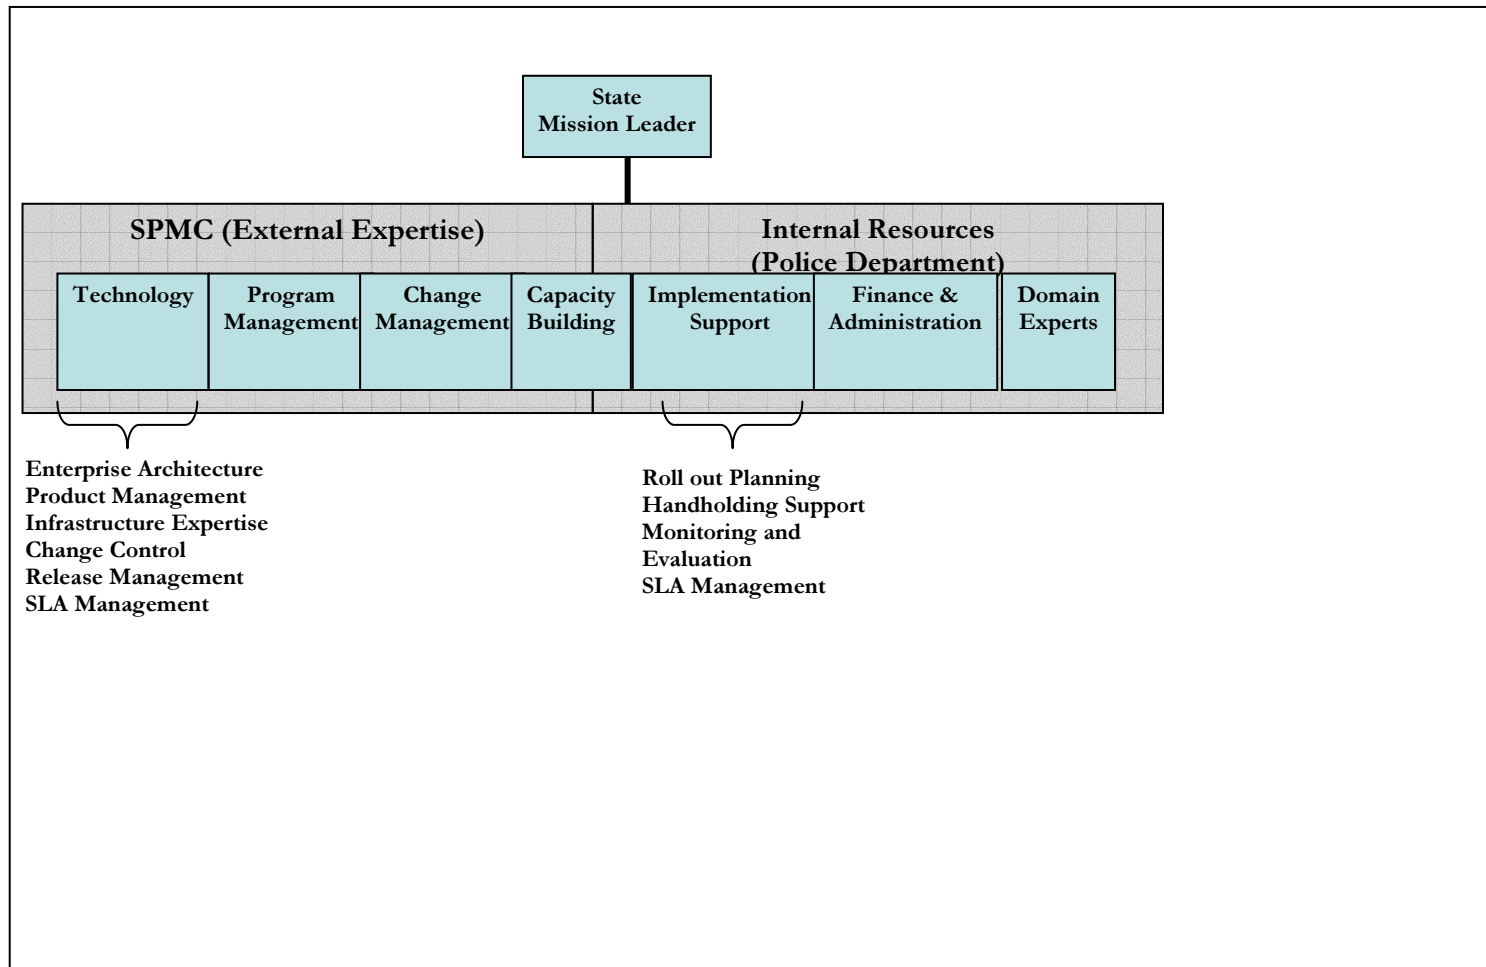 State
Mission Leader
SPMC (External Expertise)
Internal Resources
(Police Department)
Technology
Program
Management
Change
Management
Capacity
Building
Implementation
Support
Finance &
Administration
Domain
Experts
Enterprise Architecture
Product Management
Infrastructure Expertise
Change Control
Release Management
SLA Management
Roll out Planning
Handholding Support
Monitoring and
Evaluation
SLA Management